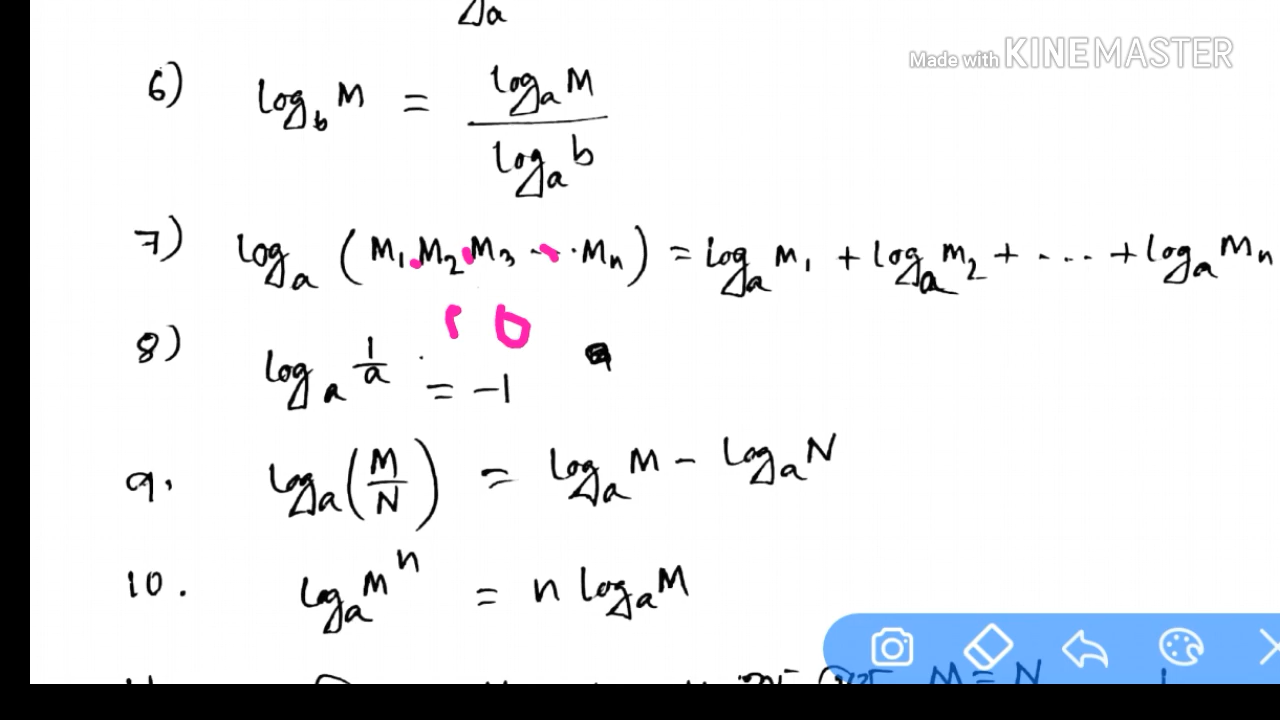 a
Made with KINEMASTER
6) log_b M = log_a M / log_a b
7) log_a (M₁.M₂.M₃ ... .Mₙ) = log_a M₁ + log_a M₂ + .... + log_a Mₙ
8) log_a 1/a = -1
9. log_a (M/N) = log_a M - log_a N
10. log_a Mⁿ = n log_a M
M = N